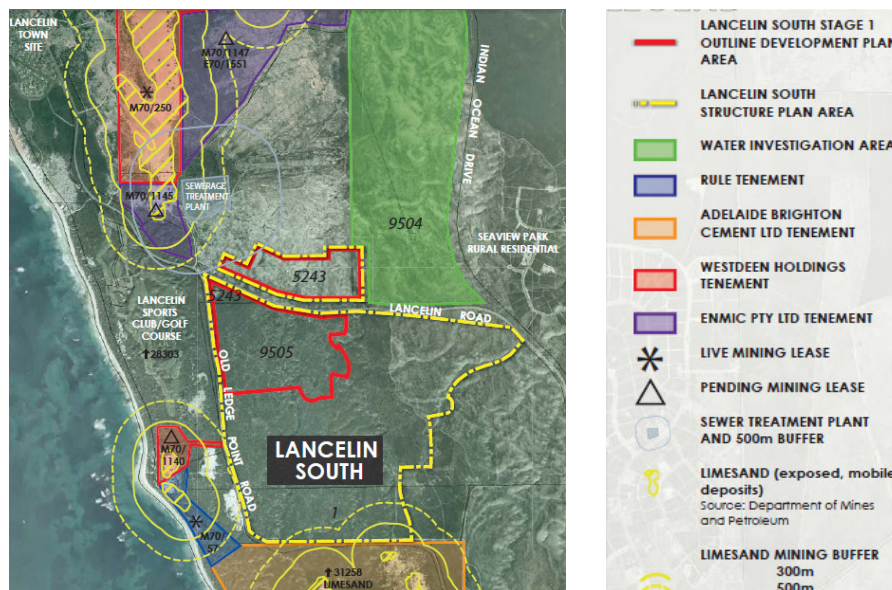 LANCELIN
TOWN
SITE
M70/1147
E70/1551
M70/250
INDIAN OCEAN DRIVE
M70/1145
SEWERAGE
TREATMENT
PLANT
9504
SEAVIEW PARK
RURAL RESIDENTIAL
5243
5243
LANCELIN ROAD
LANCELIN
SPORTS
CLUB/GOLF
COURSE
28303
9505
OLD LEDGE POINT ROAD
M70/
1140
LANCELIN
SOUTH
1
M70/
57
31258
LIMESAND
LANCELIN SOUTH STAGE 1
OUTLINE DEVELOPMENT PLAN
AREA
LANCELIN SOUTH
STRUCTURE PLAN AREA
WATER INVESTIGATION AREA
RULE TENEMENT
ADELAIDE BRIGHTON
CEMENT LTD TENEMENT
WESTDEEN HOLDINGS
TENEMENT
ENMIC PTY LTD TENEMENT
LIVE MINING LEASE
PENDING MINING LEASE
SEWER TREATMENT PLANT
AND 500m BUFFER
LIMESAND (exposed, mobile
deposits)
Source: Department of Mines
and Petroleum
LIMESAND MINING BUFFER
300m
500m